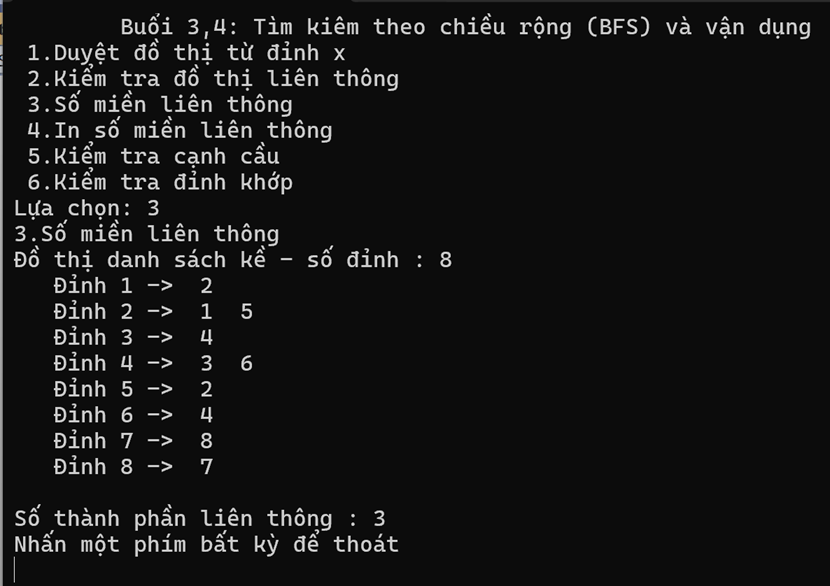 Buổi 3,4: Tìm kiếm theo chiều rộng (BFS) và vận dụng
1.Duyệt đồ thị từ đỉnh x
2.Kiểm tra đồ thị liên thông
3.Số miền liên thông
4.In số miền liên thông
5.Kiểm tra cạnh cầu
6.Kiểm tra đỉnh khớp
Lựa chọn: 3
3.Số miền liên thông
Đồ thị danh sách kề - số đỉnh : 8
Đỉnh 1 -> 2
Đỉnh 2 -> 1 5
Đỉnh 3 -> 4
Đỉnh 4 -> 3 6
Đỉnh 5 -> 2
Đỉnh 6 -> 4
Đỉnh 7 -> 8
Đỉnh 8 -> 7
Số thành phần liên thông : 3
Nhấn một phím bất kỳ để thoát